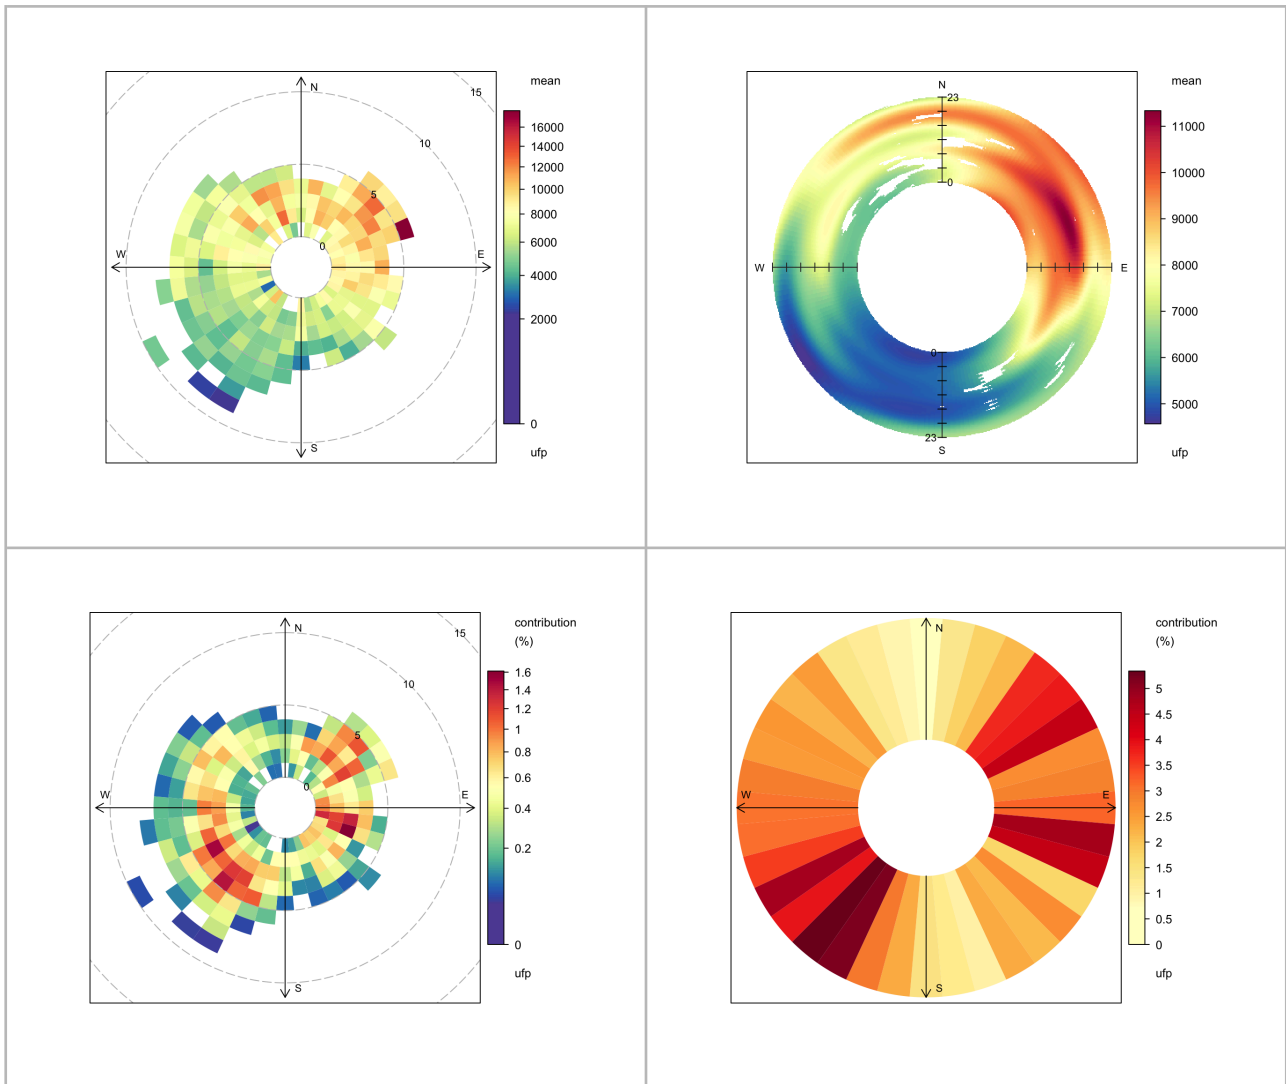 mean
N
15
16000
14000
12000
10000
8000
6000
4000
2000
0
10
5
0
W
E
S
ufp
mean
N
23
0
11000
10000
9000
8000
7000
6000
5000
W
E
0
23
S
ufp
contribution
(%)
N
15
1.6
1.4
1.2
1
0.8
0.6
0.4
0.2
0
10
5
0
W
E
S
ufp
contribution
(%)
N
5
4.5
4
3.5
3
2.5
2
1.5
1
0.5
0
W
E
S
ufp